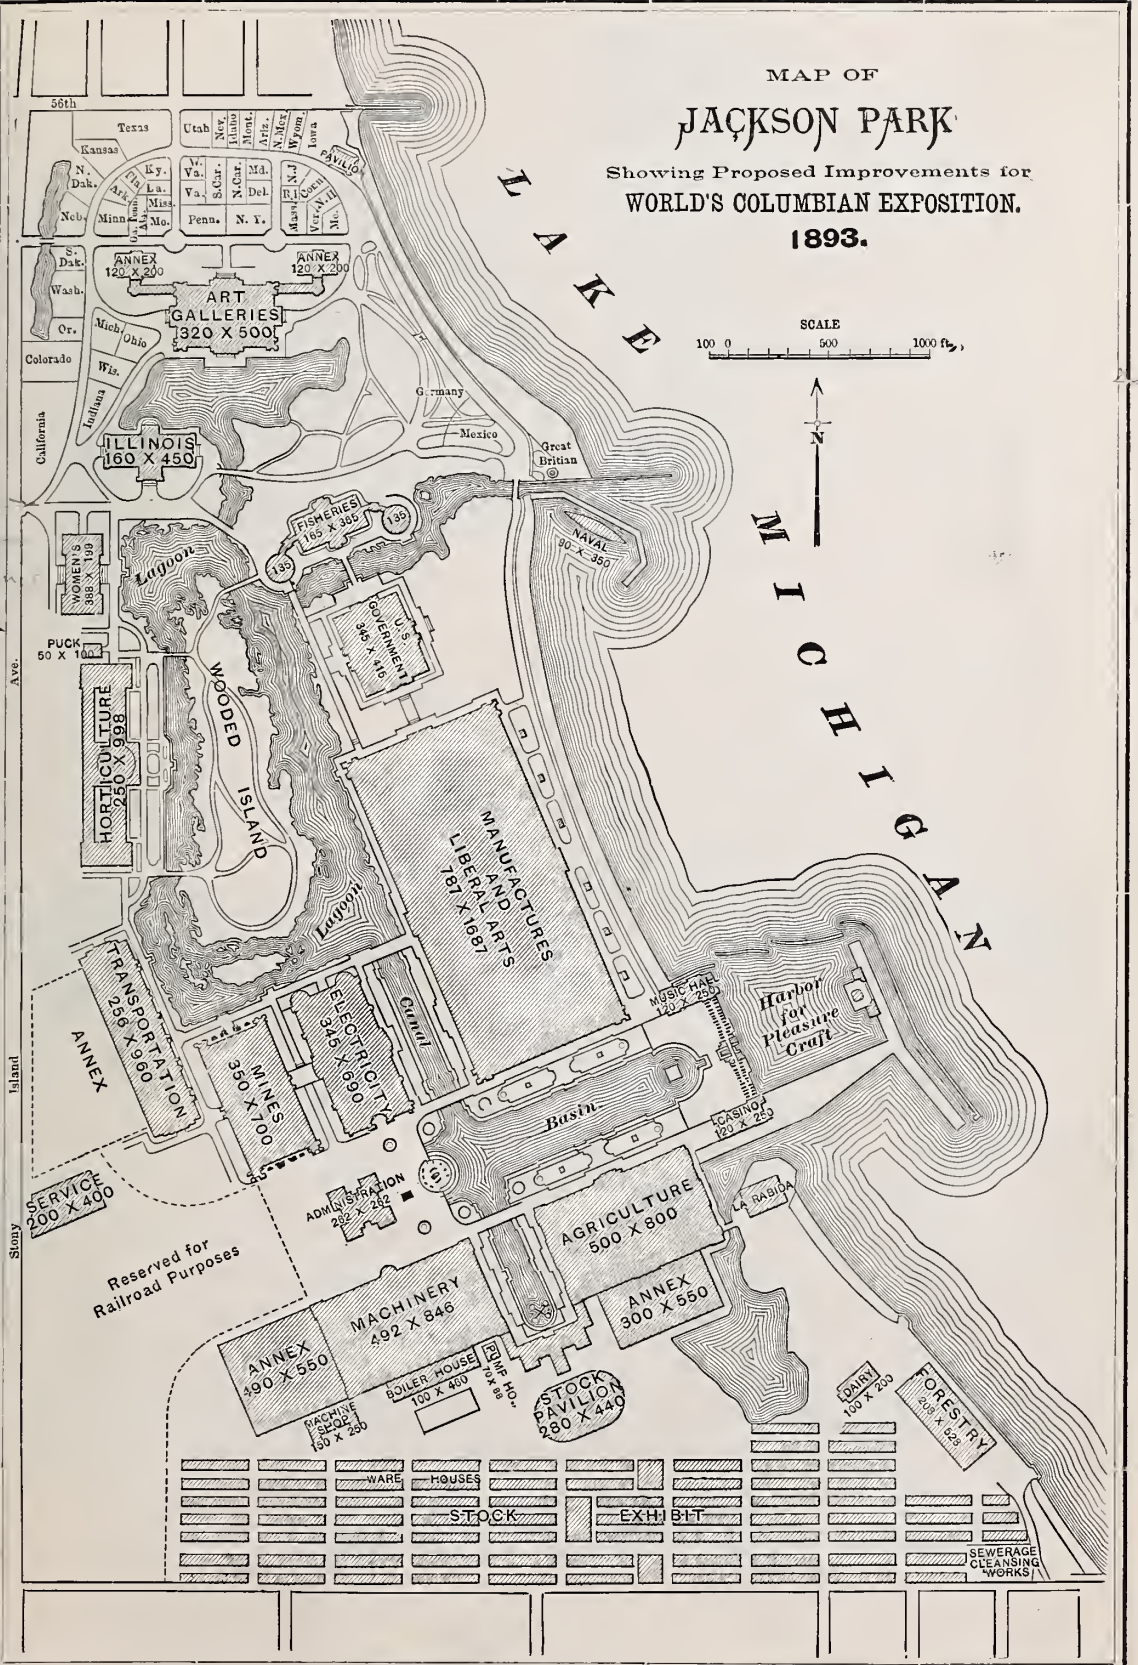 MAP OF
JACKSON PARK
Showing Proposed Improvements for
WORLD'S COLUMBIAN EXPOSITION.
1893.
SCALE
100 0 500 1000 ft.
N
LAKE
MICHIGAN
56th
Texas
Utah
Nev.
Idaho
Mont.
Ariz.
N. Mex.
Wyom.
Iowa
PAVILIO
Kansas
N.
Dak.
Ark.
Fla.
Ky.
La.
Miss.
Mo.
W.
Va.
Va.
S. Car.
N. Car.
Md.
Del.
N.J
R.I
Conn
N.H
Neb.
Minn
Ala.
Penn.
N. Y.
Mass.
Ver.
Me.
S.
Dak.
Wash.
Or.
ANNEX
120 X 200
ANNEX
120 X 200
ART
GALLERIES
320 X 500
Mich.
Ohio
Wis.
Indiana
Colorado
California
Germany
Mexico
Great
Britian
ILLINOIS
160 X 450
FISHERIES
165 X 365
135
135
NAVAL
90 X 350
WOMEN'S
388 X 199
Lagoon
U.S.
GOVERNMENT
345 X 415
PUCK
50 X 100
HORTICULTURE
250 X 998
WOODED
ISLAND
Lagoon
MANUFACTURES
AND
LIBERAL ARTS
787 X 1687
TRANSPORTATION
256 X 960
ANNEX
MINES
350 X 700
ELECTRICITY
345 X 690
Canal
MUSIC HALL
120 X 250
Harbor
for
Pleasure
Craft
Basin
CASINO
120 X 250
SERVICE
200 X 400
ADMINISTRATION
262 X 262
AGRICULTURE
500 X 800
LA RABIDA
Reserved for
Railroad Purposes
MACHINERY
492 X 846
ANNEX
300 X 550
ANNEX
490 X 550
BOILER HOUSE
100 X 460
PUMP HO.
MACHINE
SHOP
150 X 250
STOCK
PAVILION
280 X 440
DAIRY
100 X 200
FORESTRY
208 X 528
WARE HOUSES
STOCK EXHIBIT
SEWERAGE
CLEANSING
WORKS
Stony Island Ave.